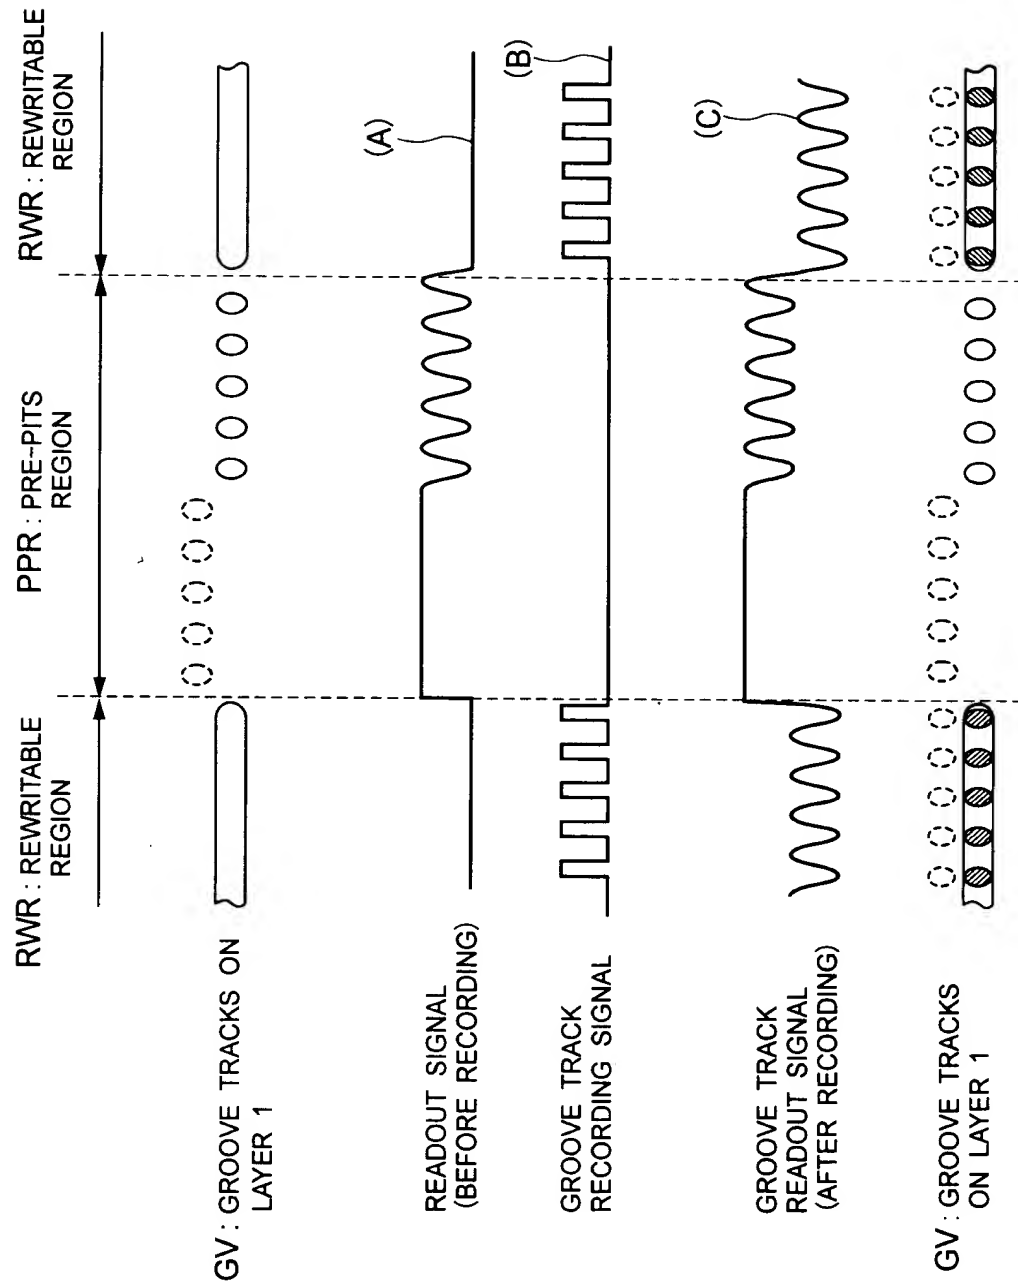 RWR : REWRITABLE
REGION
PPR : PRE-PITS
REGION
RWR : REWRITABLE
REGION
GV : GROOVE TRACKS ON
LAYER 1
READOUT SIGNAL
(BEFORE RECORDING)
(A)
GROOVE TRACK
RECORDING SIGNAL
(B)
GROOVE TRACK
READOUT SIGNAL
(AFTER RECORDING)
(C)
GV : GROOVE TRACKS
ON LAYER 1